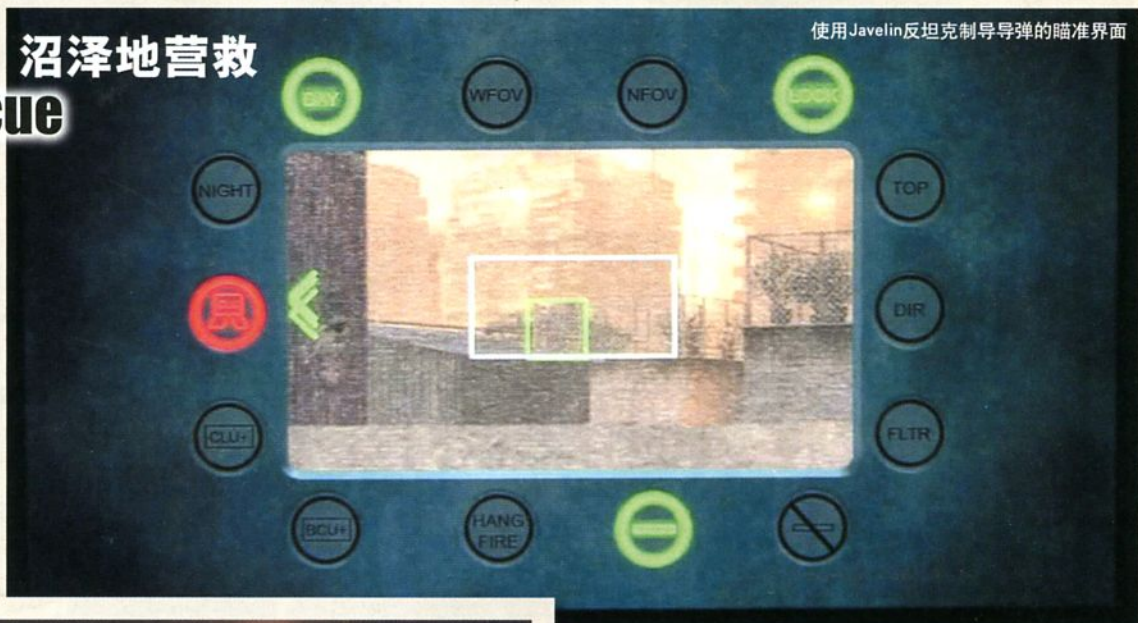 沼泽地营救
cue
使用Javelin反坦克制导导弹的瞄准界面
DAY
WFOV
NFOV
NIGHT
TOP
DIR
CLU+
FLTR
BCU+
HANG
FIRE